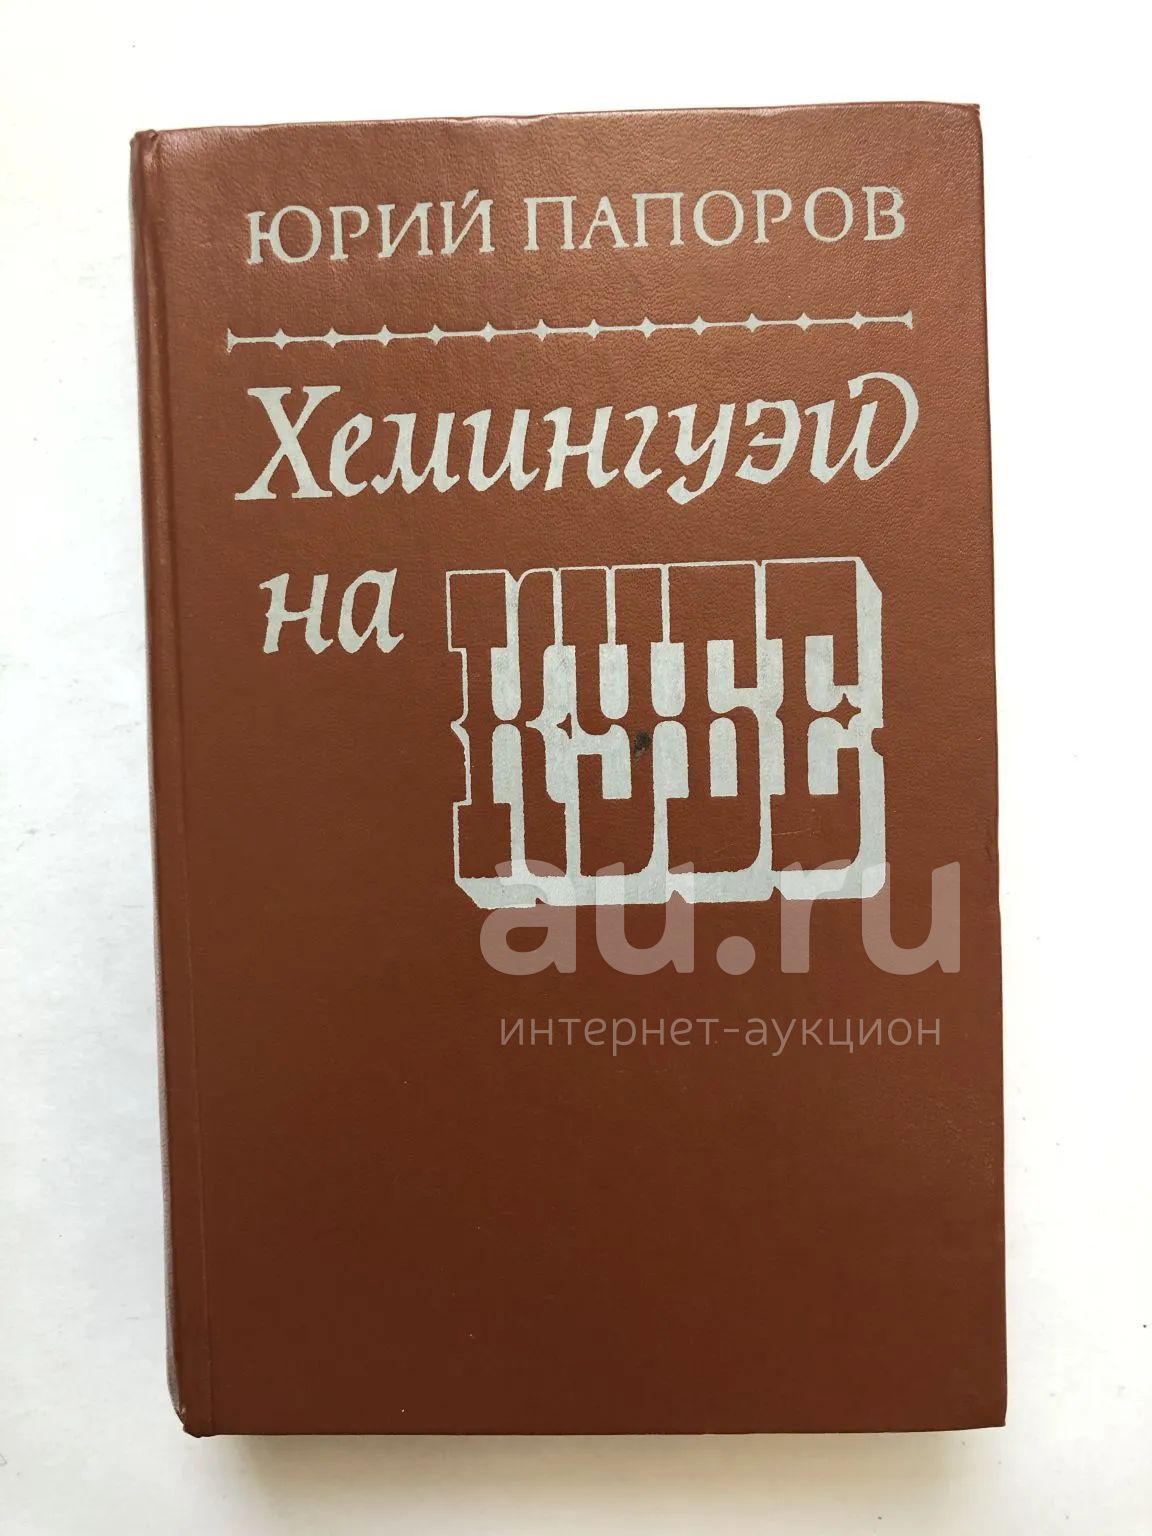 ЮРИЙ ПАПОРОВ
Хемингуэй
на КУБЕ
au.ru
интернет-аукцион